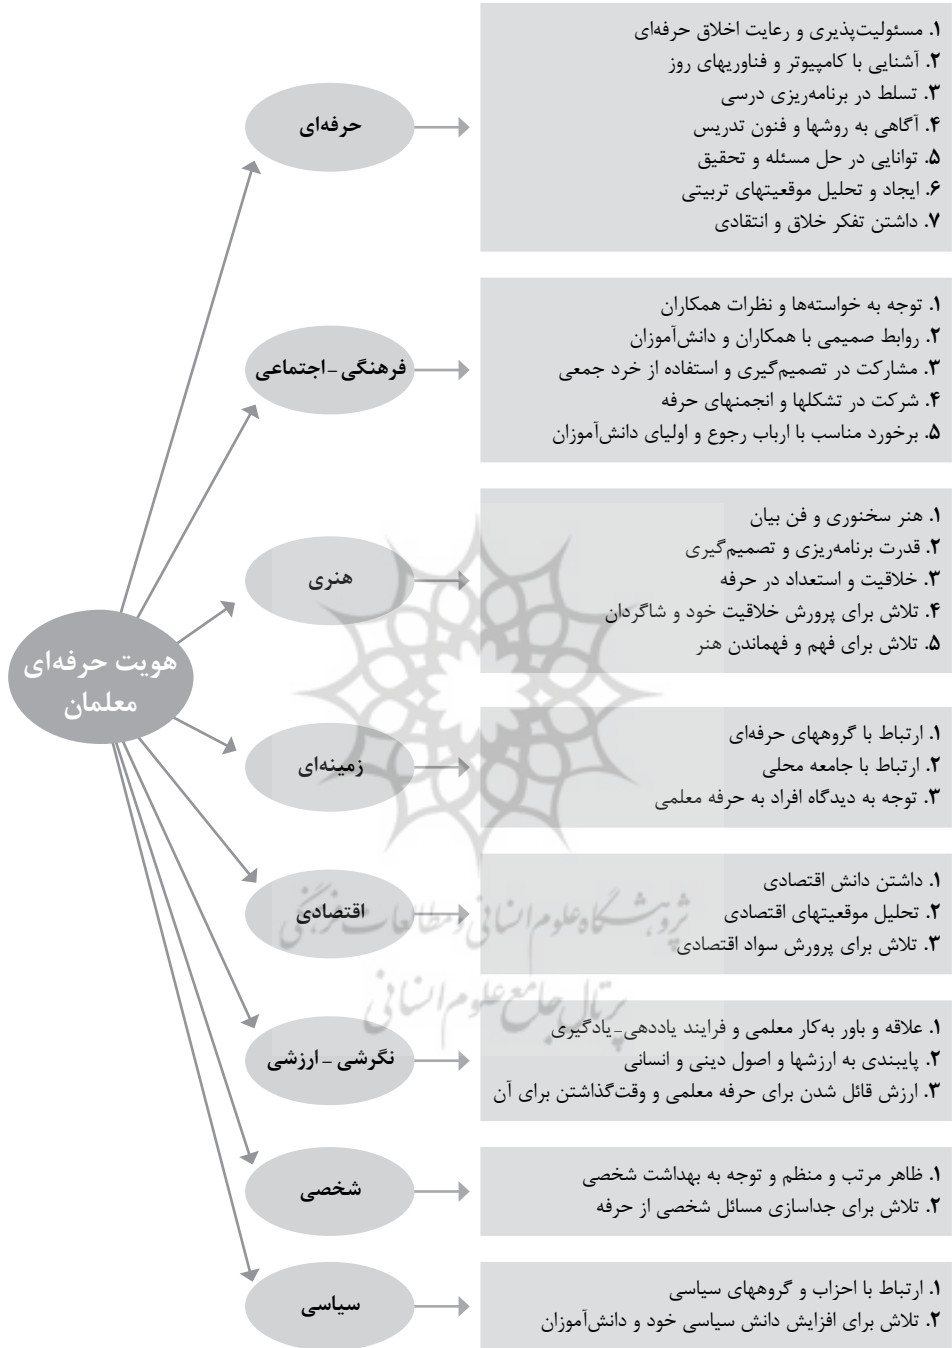 حرفه‌ای
۱. مسئولیت‌پذیری و رعایت اخلاق حرفه‌ای
۲. آشنایی با کامپیوتر و فناوریهای روز
۳. تسلط در برنامه‌ریزی درسی
۴. آگاهی به روشها و فنون تدریس
۵. توانایی در حل مسئله و تحقیق
۶. ایجاد و تحلیل موقعیتهای تربیتی
۷. داشتن تفکر خلاق و انتقادی
فرهنگی ـ اجتماعی
۱. توجه به خواسته‌ها و نظرات همکاران
۲. روابط صمیمی با همکاران و دانش‌آموزان
۳. مشارکت در تصمیم‌گیری و استفاده از خرد جمعی
۴. شرکت در تشکلها و انجمنهای حرفه
۵. برخورد مناسب با ارباب رجوع و اولیای دانش‌آموزان
هنری
۱. هنر سخنوری و فن بیان
۲. قدرت برنامه‌ریزی و تصمیم‌گیری
۳. خلاقیت و استعداد در حرفه
۴. تلاش برای پرورش خلاقیت خود و شاگردان
۵. تلاش برای فهم و فهماندن هنر
هویت حرفه‌ای
معلمان
زمینه‌ای
۱. ارتباط با گروههای حرفه‌ای
۲. ارتباط با جامعه محلی
۳. توجه به دیدگاه افراد به حرفه معلمی
اقتصادی
۱. داشتن دانش اقتصادی
۲. تحلیل موقعیتهای اقتصادی
۳. تلاش برای پرورش سواد اقتصادی
پژوهشگاه علوم انسانی و مطالعات فرهنگی
پرتال جامع علوم انسانی
نگرشی ـ ارزشی
۱. علاقه و باور به‌کار معلمی و فرایند یاددهی-یادگیری
۲. پایبندی به ارزشها و اصول دینی و انسانی
۳. ارزش قائل شدن برای حرفه معلمی و وقت‌گذاشتن برای آن
شخصی
۱. ظاهر مرتب و منظم و توجه به بهداشت شخصی
۲. تلاش برای جداسازی مسائل شخصی از حرفه
سیاسی
۱. ارتباط با احزاب و گروههای سیاسی
۲. تلاش برای افزایش دانش سیاسی خود و دانش‌آموزان